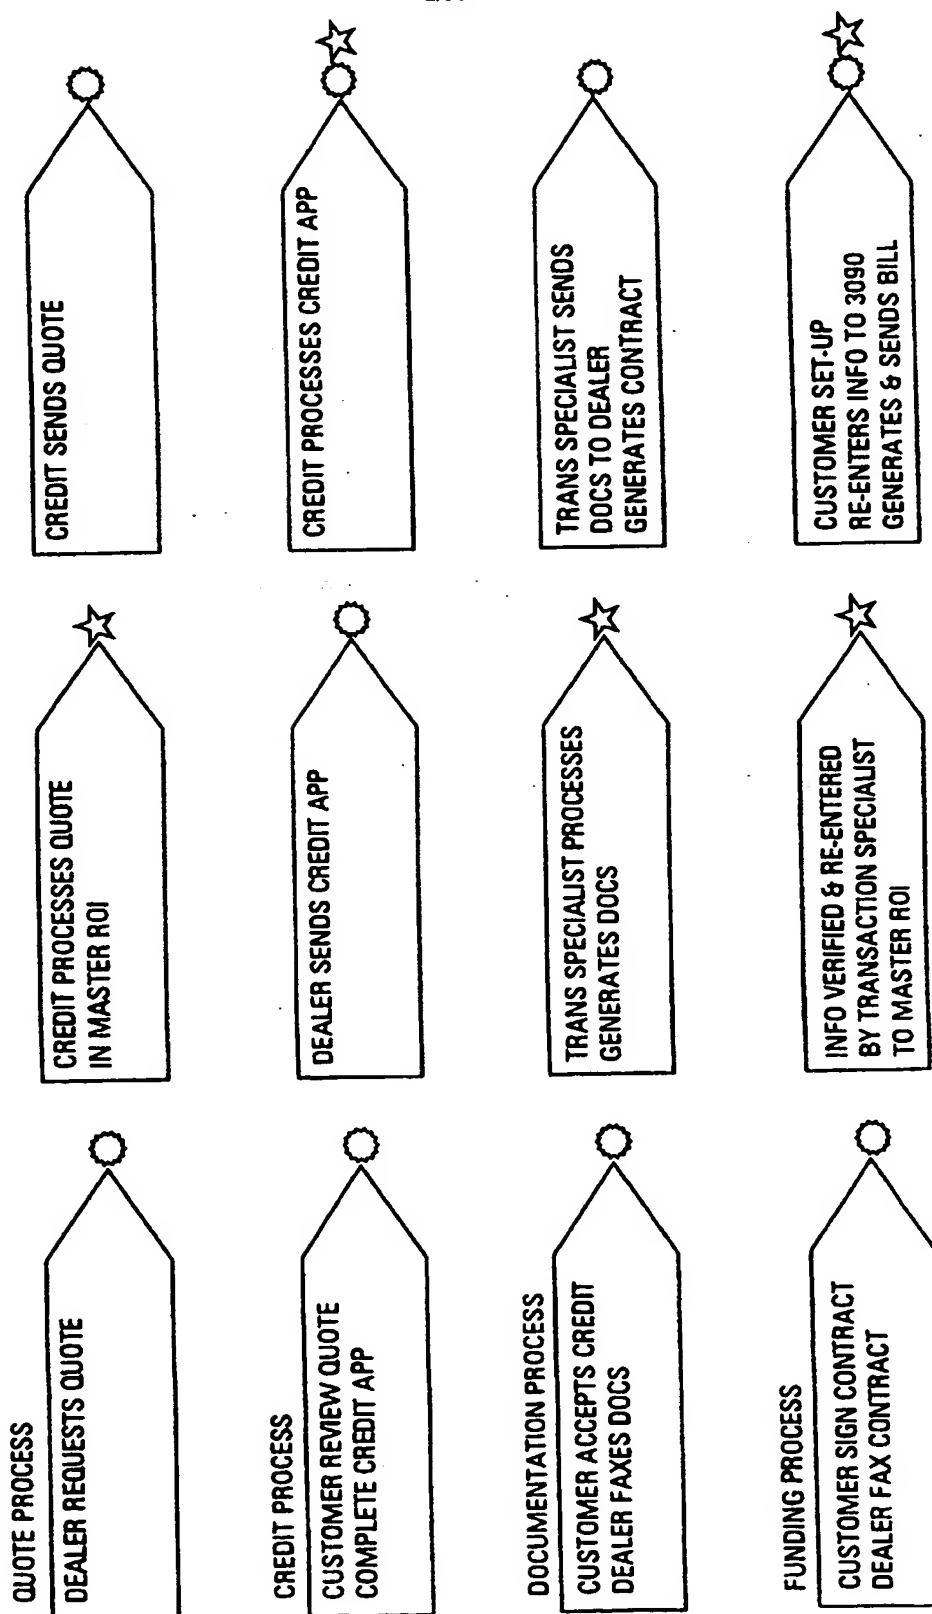 QUOTE PROCESS
DEALER REQUESTS QUOTE
CREDIT PROCESSES QUOTE
IN MASTER ROI
CREDIT SENDS QUOTE
CREDIT PROCESS
CUSTOMER REVIEW QUOTE
COMPLETE CREDIT APP
DEALER SENDS CREDIT APP
CREDIT PROCESSES CREDIT APP
DOCUMENTATION PROCESS
CUSTOMER ACCEPTS CREDIT
DEALER FAXES DOCS
TRANS SPECIALIST PROCESSES
GENERATES DOCS
TRANS SPECIALIST SENDS
DOCS TO DEALER
GENERATES CONTRACT
FUNDING PROCESS
CUSTOMER SIGN CONTRACT
DEALER FAX CONTRACT
INFO VERIFIED & RE-ENTERED
BY TRANSACTION SPECIALIST
TO MASTER ROI
CUSTOMER SET-UP
RE-ENTERS INFO TO 3090
GENERATES & SENDS BILL